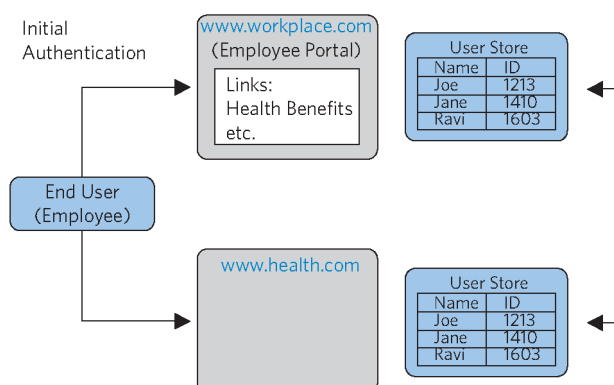 Initial
Authentication
www.workplace.com
(Employee Portal)
Links:
Health Benefits
etc.
User Store
Name ID
Joe 1213
Jane 1410
Ravi 1603
End User
(Employee)
www.health.com
User Store
Name ID
Joe 1213
Jane 1410
Ravi 1603